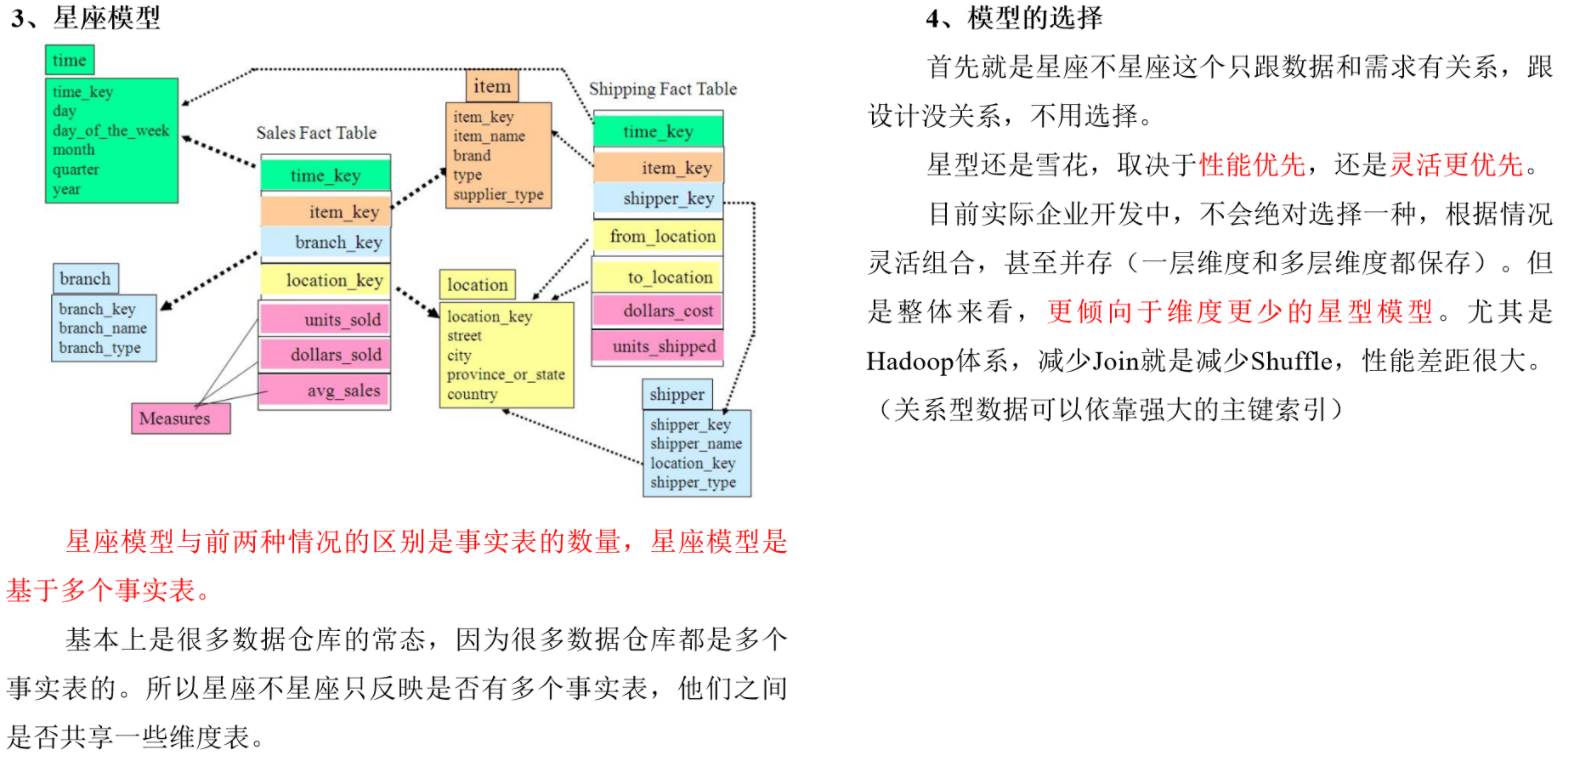 3、星座模型
time
time_key
day
day_of_the_week
month
quarter
year
Sales Fact Table
time_key
item_key
branch_key
location_key
units_sold
dollars_sold
avg_sales
Measures
branch
branch_key
branch_name
branch_type
item
item_key
item_name
brand
type
supplier_type
location
location_key
street
city
province_or_state
country
Shipping Fact Table
time_key
item_key
shipper_key
from_location
to_location
dollars_cost
units_shipped
shipper
shipper_key
shipper_name
location_key
shipper_type
星座模型与前两种情况的区别是事实表的数量，星座模型是
基于多个事实表。
基本上是很多数据仓库的常态，因为很多数据仓库都是多个
事实表的。所以星座不星座只反映是否有多个事实表，他们之间
是否共享一些维度表。
4、模型的选择
首先就是星座不星座这个只跟数据和需求有关系，跟
设计没关系，不用选择。
星型还是雪花，取决于性能优先，还是灵活更优先。
目前实际企业开发中，不会绝对选择一种，根据情况
灵活组合，甚至并存（一层维度和多层维度都保存）。但
是整体来看，更倾向于维度更少的星型模型。尤其是
Hadoop体系，减少Join就是减少Shuffle，性能差距很大。
（关系型数据可以依靠强大的主键索引）